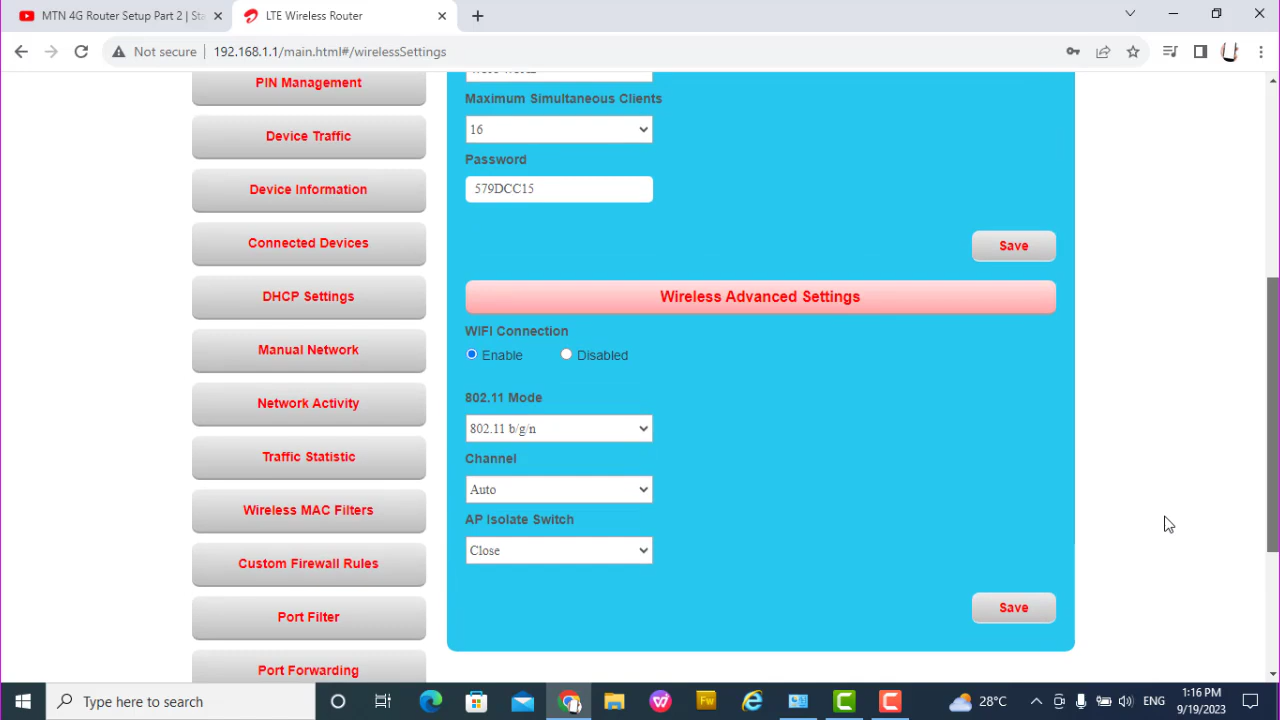 MTN 4G Router Setup Part 2 | Sta
LTE Wireless Router
Not secure
192.168.1.1/main.html#/wirelessSettings
PIN Management
Device Traffic
Device Information
Connected Devices
DHCP Settings
Manual Network
Network Activity
Traffic Statistic
Wireless MAC Filters
Custom Firewall Rules
Port Filter
Port Forwarding
Maximum Simultaneous Clients
16
Password
579DCC15
Save
Wireless Advanced Settings
WIFI Connection
Enable
Disabled
802.11 Mode
802.11 b/g/n
Channel
Auto
AP Isolate Switch
Close
Save
Type here to search
Fw
28°C
ENG
1:16 PM
9/19/2023